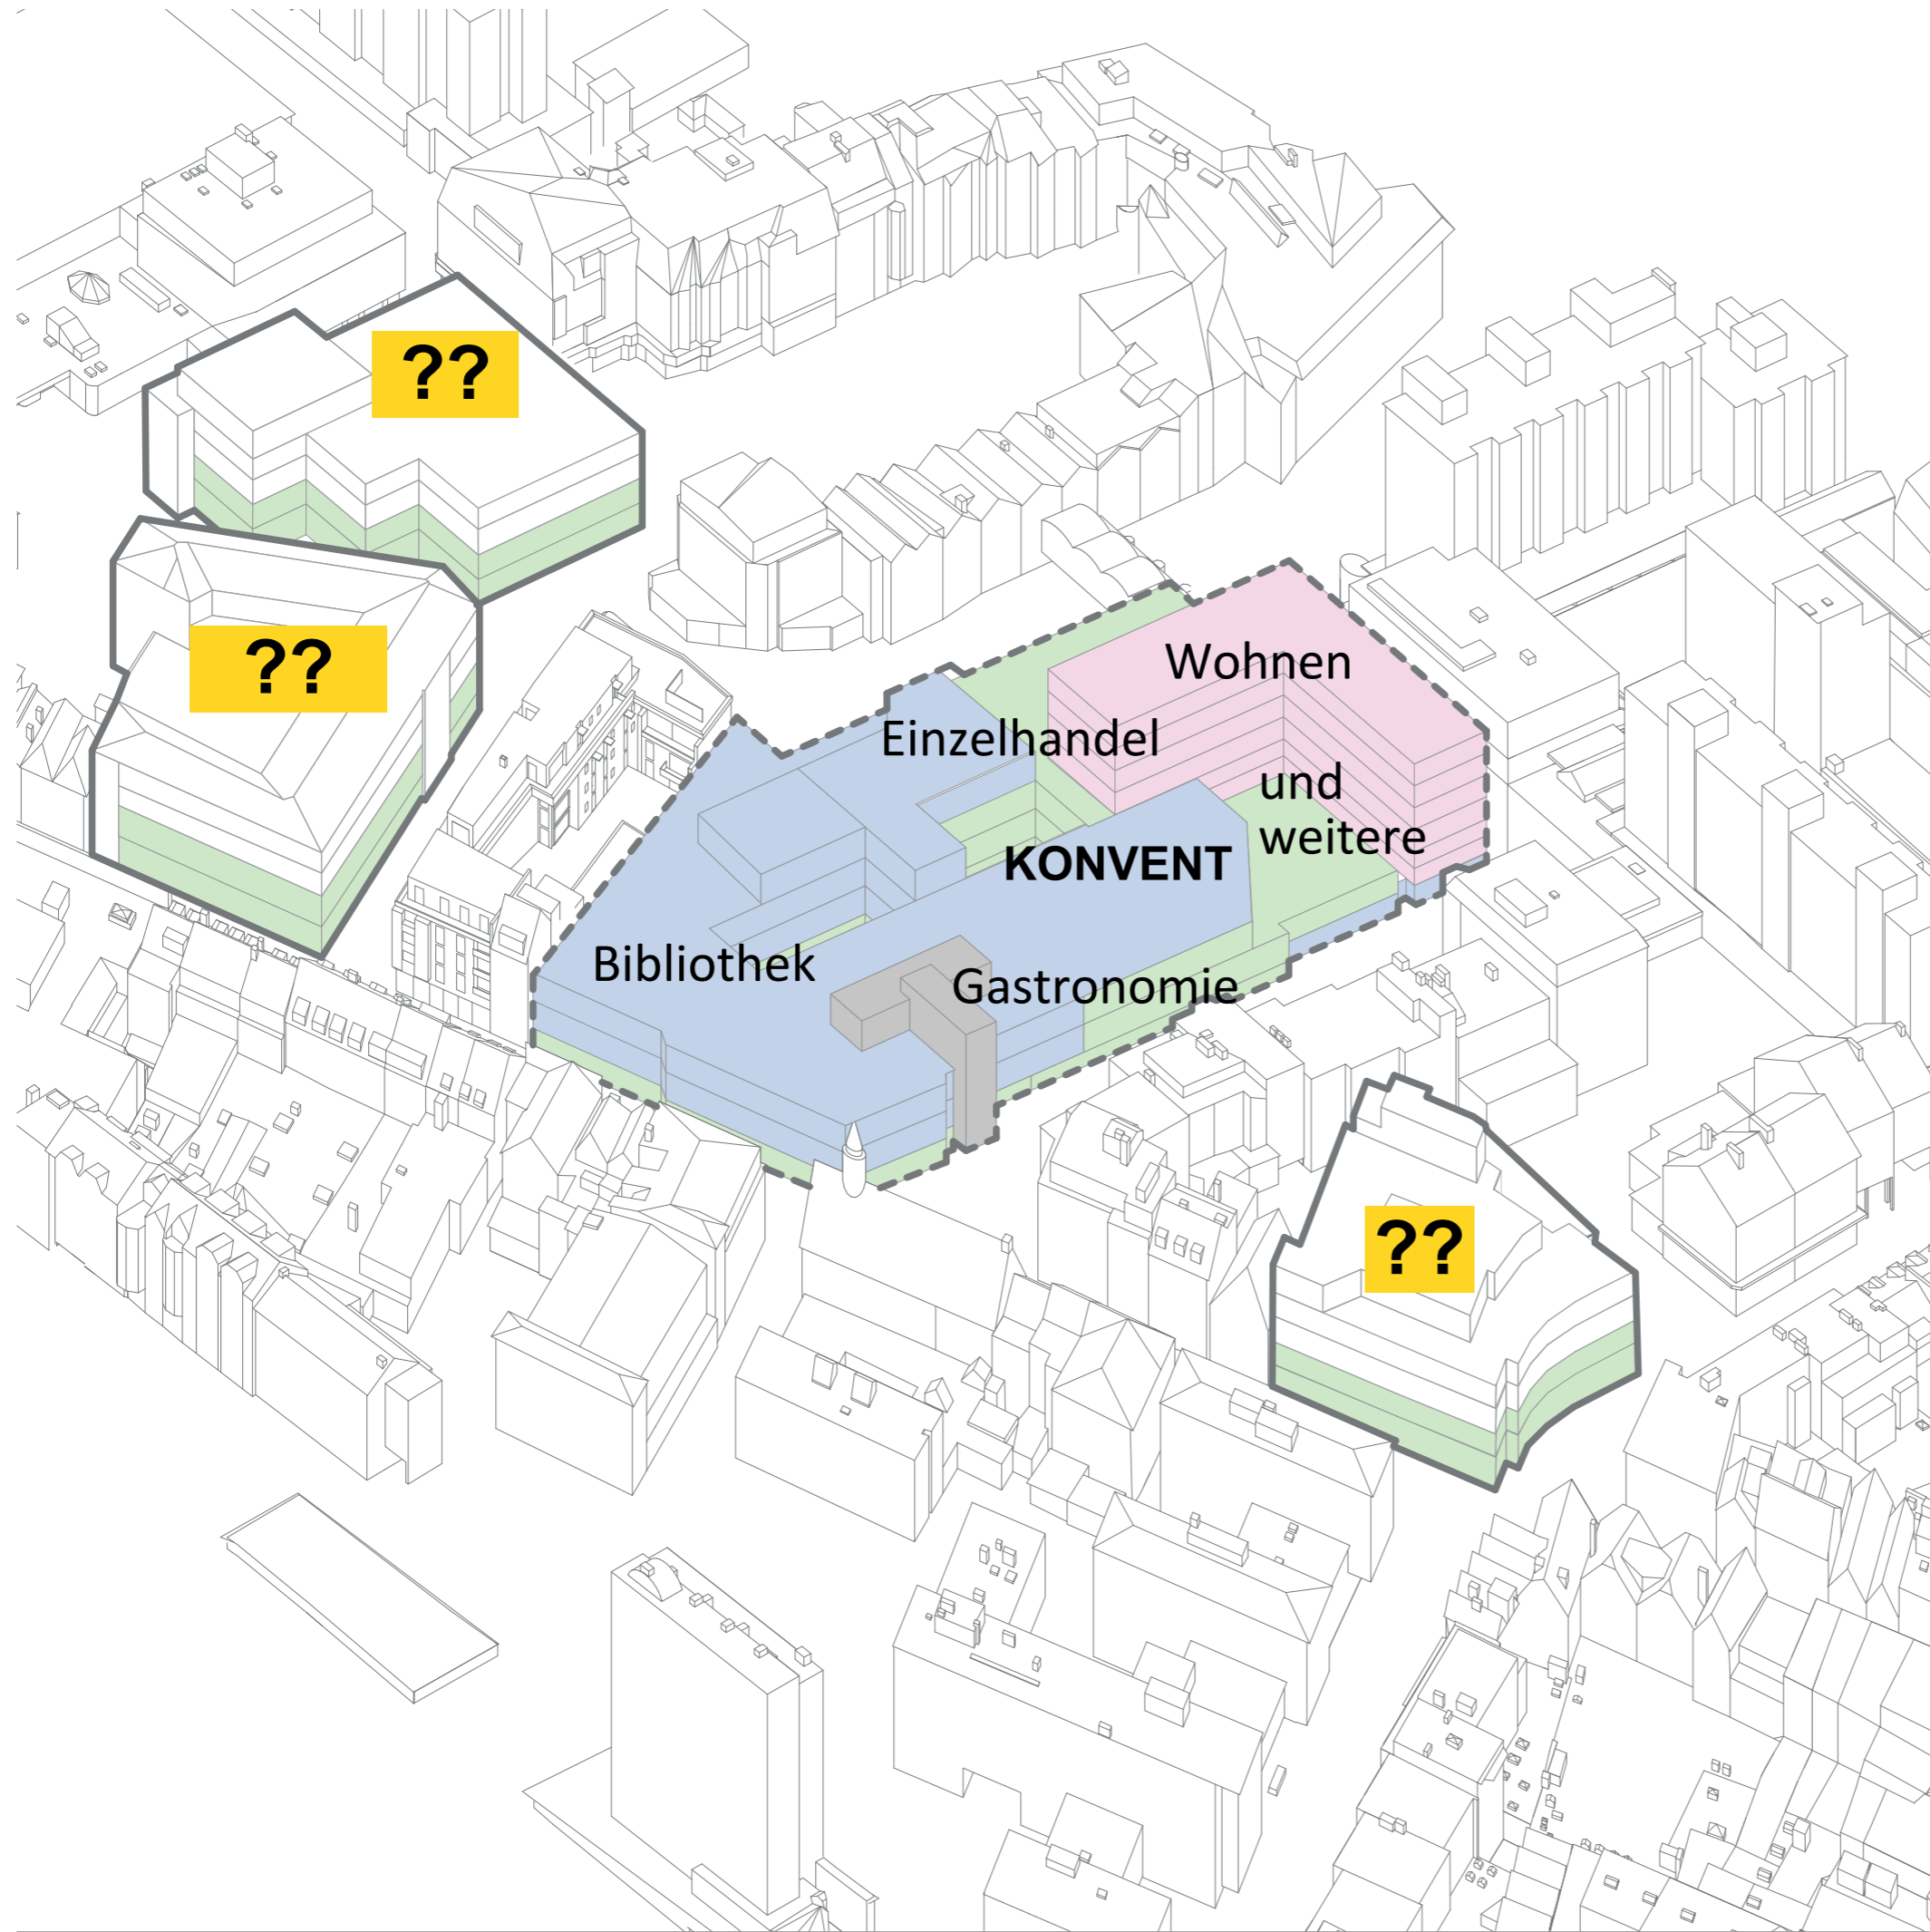 ??
??
Wohnen
Einzelhandel
und
weitere
KONVENT
Bibliothek
Gastronomie
??